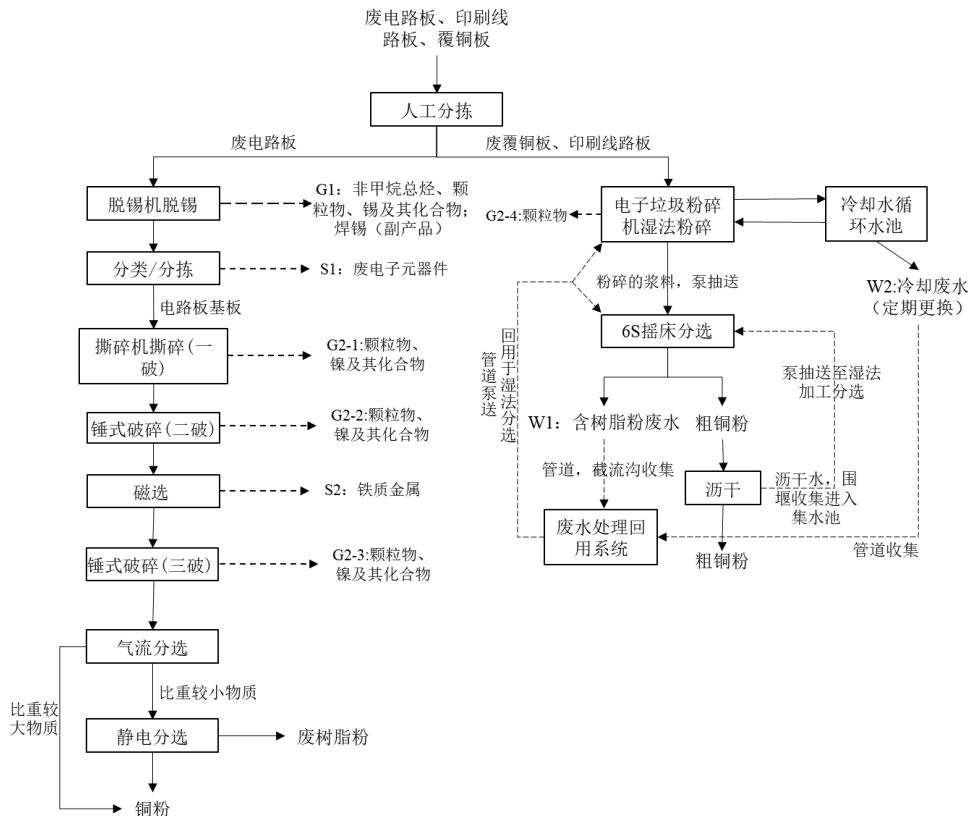 废电路板、印刷线
路板、覆铜板
人工分拣
废电路板
废覆铜板、印刷线路板
脱锡机脱锡
G1：非甲烷总烃、颗
粒物、锡及其化合物；
焊锡（副产品）
分类/分拣
S1：废电子元器件
电路板基板
撕碎机撕碎(一
破)
G2-1:颗粒物、
镍及其化合物
锤式破碎(二破)
G2-2:颗粒物、
镍及其化合物
磁选
S2：铁质金属
锤式破碎(三破)
G2-3:颗粒物、
镍及其化合物
气流分选
比重较
大物质
比重较小物质
静电分选
废树脂粉
铜粉
G2-4:颗粒物
电子垃圾粉碎
机湿法粉碎
冷却水循
环水池
W2:冷却废水
（定期更换）
粉碎的浆料，泵抽送
6S摇床分选
回用于湿法分选
管道泵送
泵抽送至湿法
加工分选
W1：含树脂粉废水
粗铜粉
管道，截流沟收集
沥干
沥干水，围
堰收集进入
集水池
废水处理回
用系统
粗铜粉
管道收集